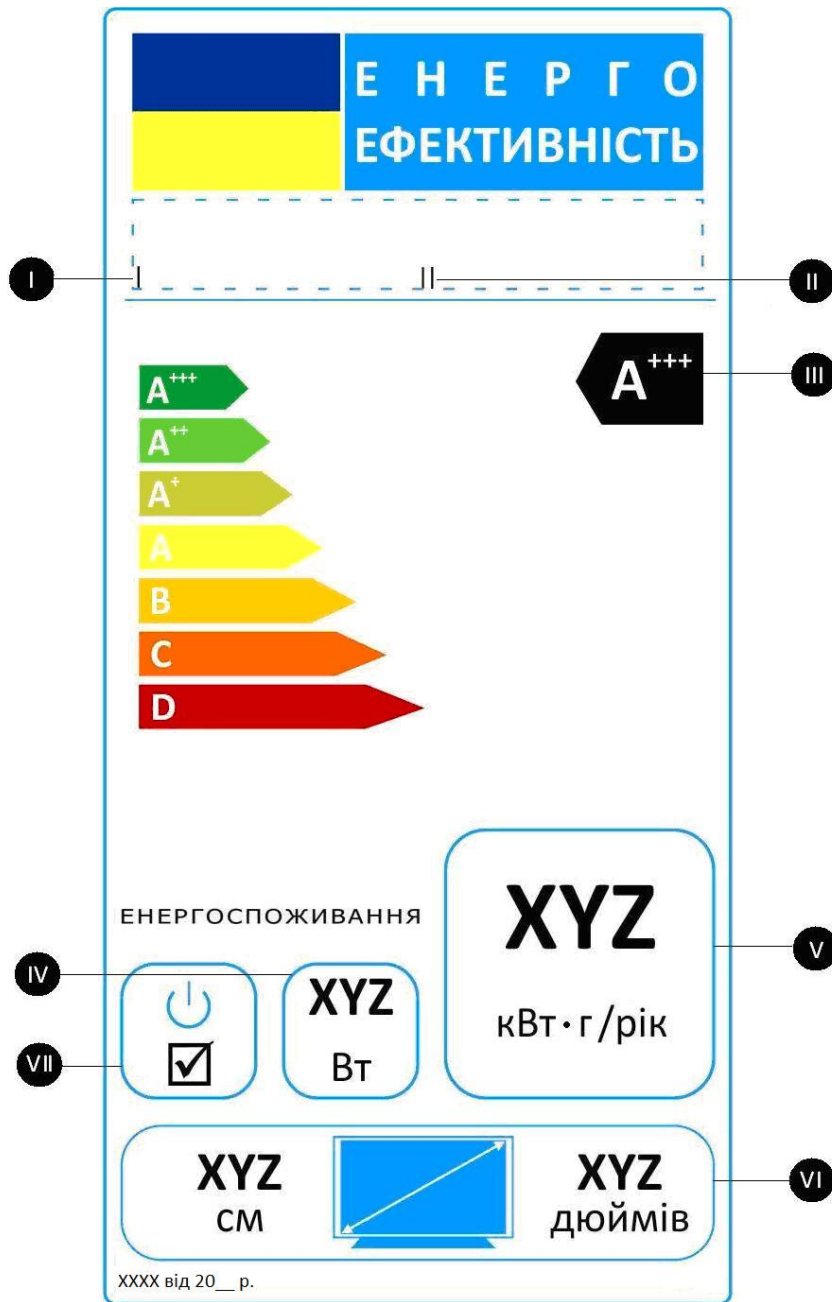 ЕНЕРГО
ЕФЕКТИВНІСТЬ
I
I
II
II
A+++
III
A+++
A++
A+
A
B
C
D
ЕНЕРГОСПОЖИВАННЯ
XYZ
кВт·г/рік
V
IV
XYZ
Вт
VII
XYZ
см
XYZ
дюймів
VI
XXXX від 20__ р.